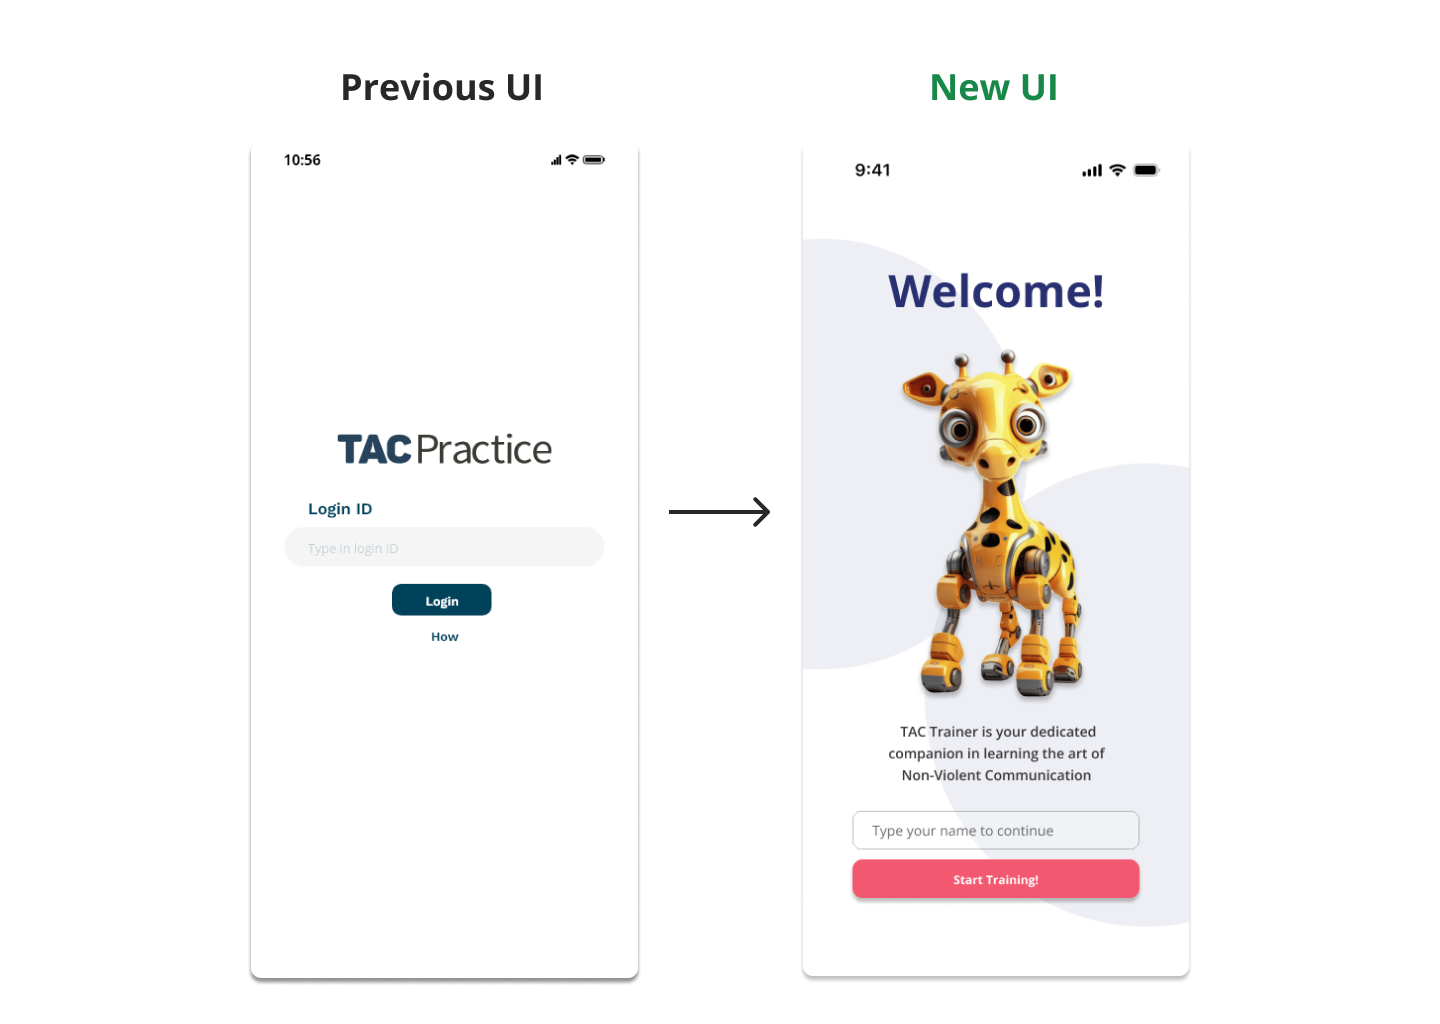 Previous UI
New UI
10:56
TAC Practice
Login ID
Type in login ID
Login
How
9:41
Welcome!
TAC Trainer is your dedicated
companion in learning the art of
Non-Violent Communication
Type your name to continue
Start Training!